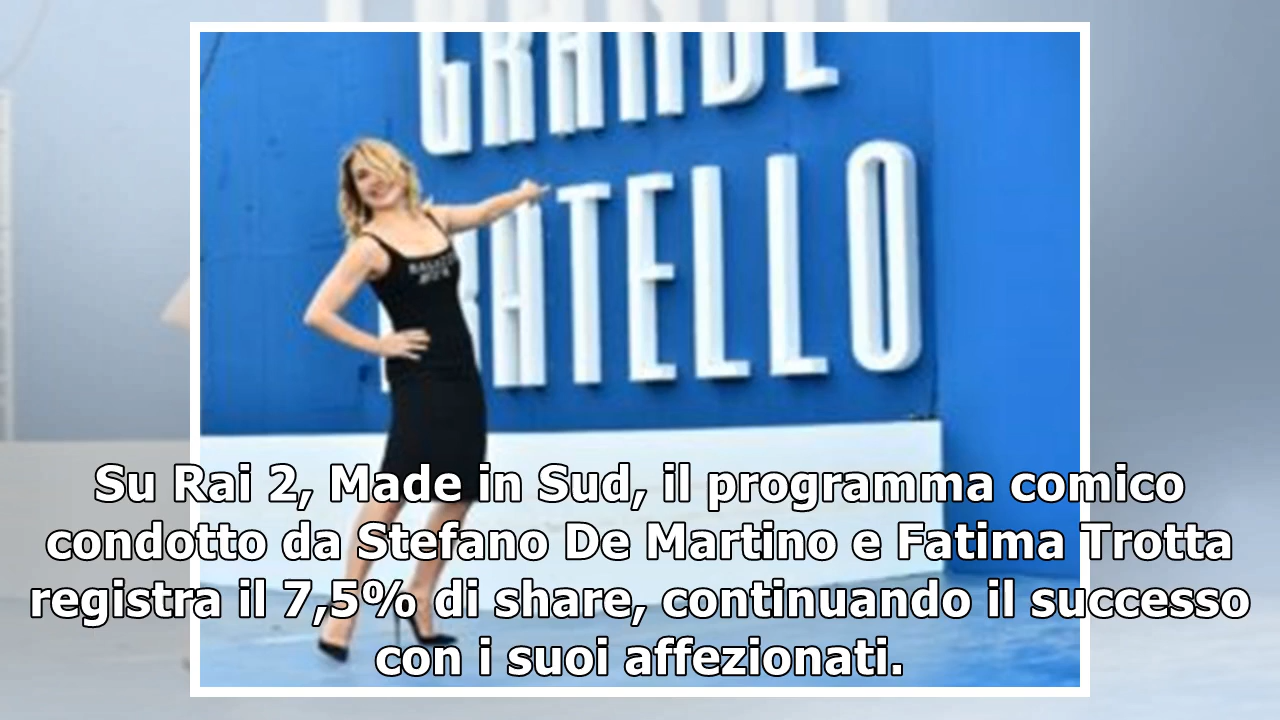 GRANDE
FRATELLO
Su Rai 2, Made in Sud, il programma comico
condotto da Stefano De Martino e Fatima Trotta
registra il 7,5% di share, continuando il successo
con i suoi affezionati.